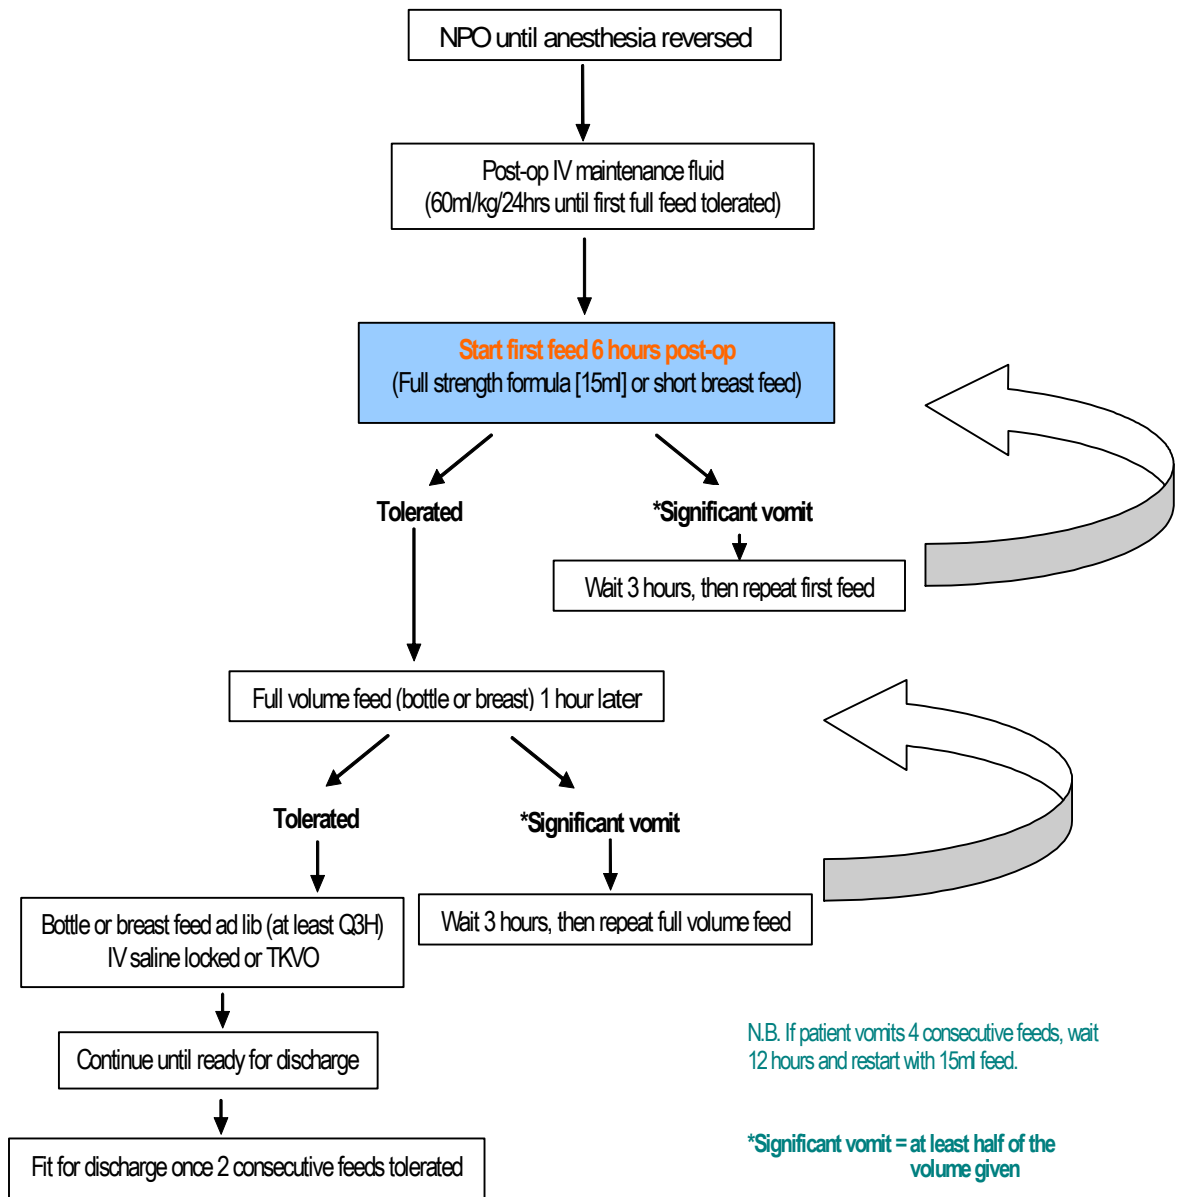 NPO until anesthesia reversed
Post-op IV maintenance fluid
(60ml/kg/24hrs until first full feed tolerated)
Start first feed 6 hours post-op
(Full strength formula [15ml] or short breast feed)
Tolerated
*Significant vomit
Wait 3 hours, then repeat first feed
Full volume feed (bottle or breast) 1 hour later
Tolerated
*Significant vomit
Bottle or breast feed ad lib (at least Q3H)
IV saline locked or TKVO
Wait 3 hours, then repeat full volume feed
Continue until ready for discharge
Fit for discharge once 2 consecutive feeds tolerated
N.B. If patient vomits 4 consecutive feeds, wait
12 hours and restart with 15ml feed.
*Significant vomit = at least half of the
volume given